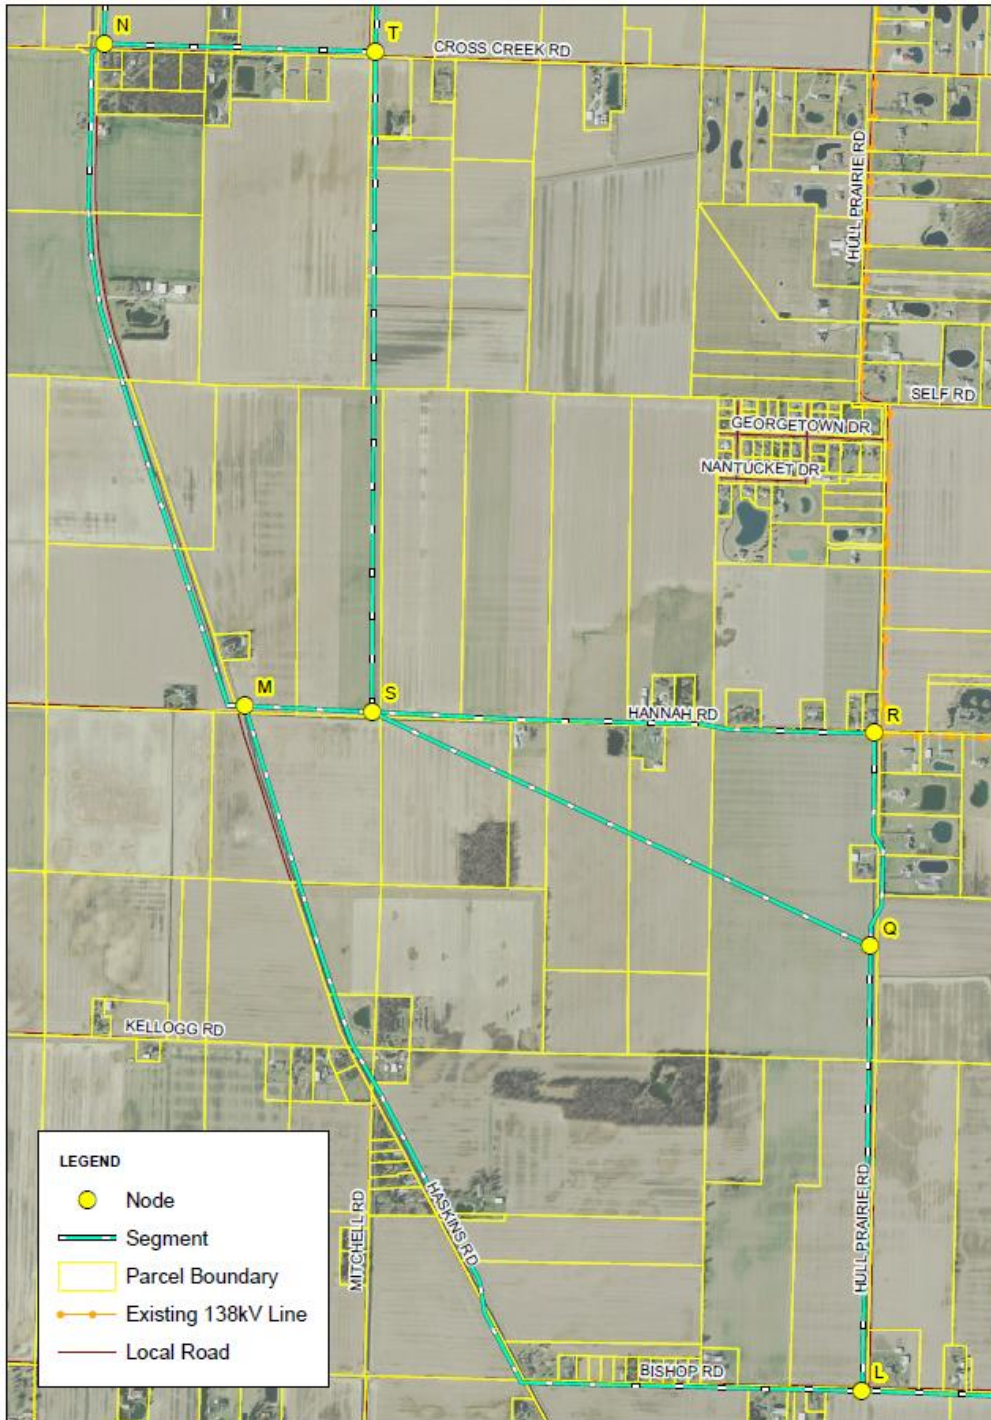 N
T
CROSS CREEK RD
HULL PRAIRIE RD
SELF RD
GEORGETOWN DR
NANTUCKET DR
M
S
HANNAH RD
R
Q
KELLOGG RD
HASKINS RD
MITCHELL RD
HULL PRAIRIE RD
BISHOP RD
L
LEGEND
Node
Segment
Parcel Boundary
Existing 138kV Line
Local Road